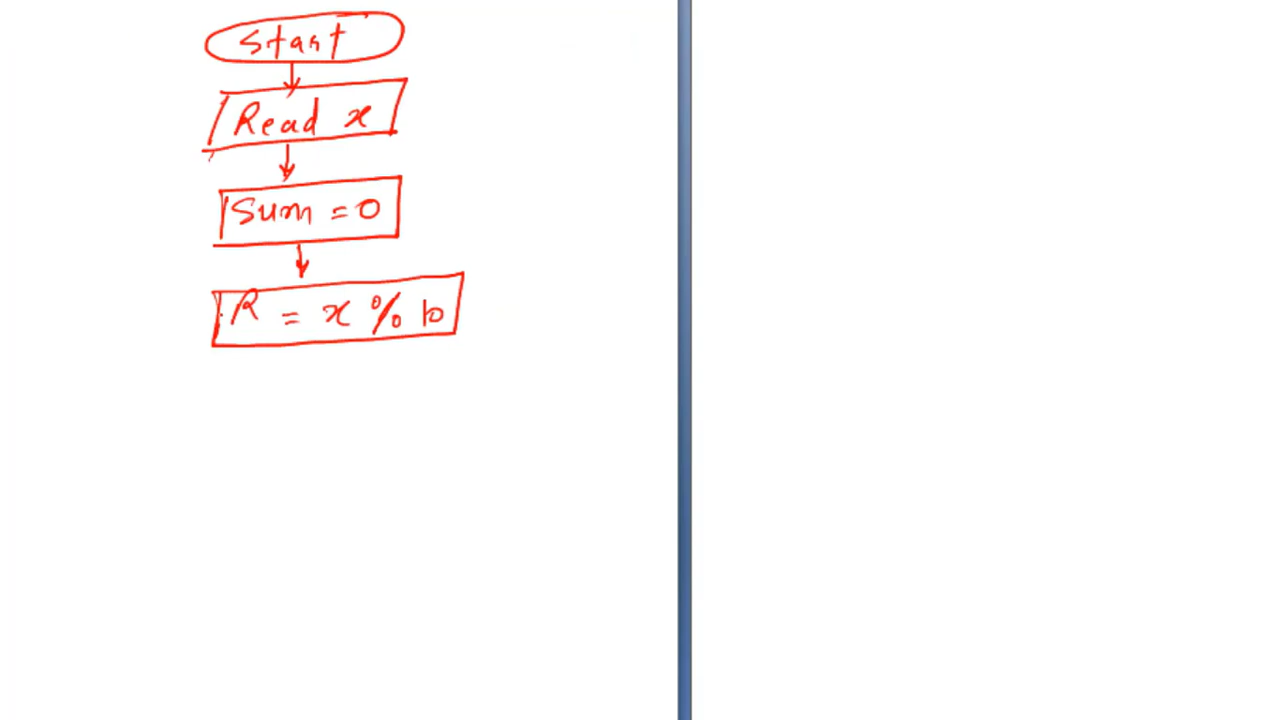 Start
Read x
Sum = 0
R = x % 10